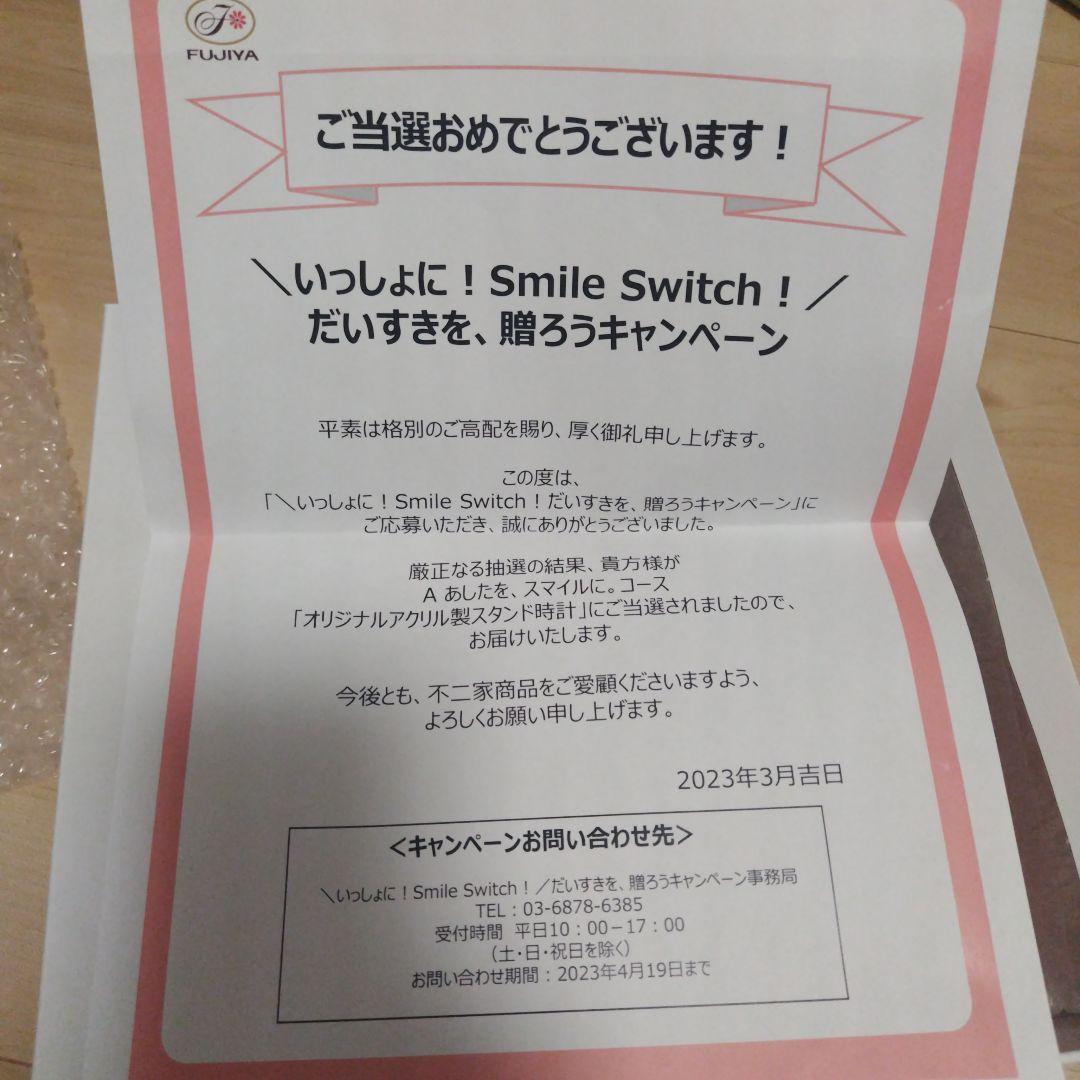 FUJIYA
ご当選おめでとうございます！
＼いっしょに！Smile Switch！／
だいすきを、贈ろうキャンペーン
平素は格別のご高配を賜り、厚く御礼申し上げます。
この度は、
「＼いっしょに！Smile Switch！だいすきを、贈ろうキャンペーン」に
ご応募いただき、誠にありがとうございました。
厳正なる抽選の結果、貴方様が
A あしたを、スマイルに。コース
「オリジナルアクリル製スタンド時計」にご当選されましたので、
お届けいたします。
今後とも、不二家商品をご愛顧くださいますよう、
よろしくお願い申し上げます。
2023年3月吉日
＜キャンペーンお問い合わせ先＞
＼いっしょに！Smile Switch！／だいすきを、贈ろうキャンペーン事務局
TEL：03-6878-6385
受付時間 平日10：00－17：00
（土・日・祝日を除く）
お問い合わせ期間：2023年4月19日まで